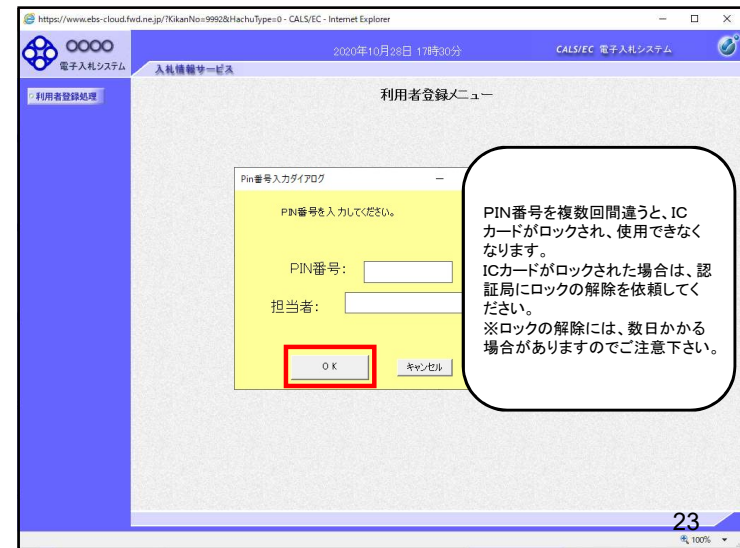 https://www.ebs-cloud.fwd.ne.jp/?KikanNo=9992&HachuType=0 - CALS/EC - Internet Explorer
OOOO
電子入札システム
2020年10月28日 17時30分
CALS/EC 電子入札システム
入札情報サービス
利用者登録処理
利用者登録メニュー
Pin番号入力ダイアログ
PIN番号を入力してください。
PIN番号:
担当者:
OK
キャンセル
PIN番号を複数回間違うと、IC
カードがロックされ、使用できなく
なります。
ICカードがロックされた場合は、認
証局にロックの解除を依頼してく
ださい。
※ロックの解除には、数日かかる
場合がありますのでご注意下さい。
23
100%